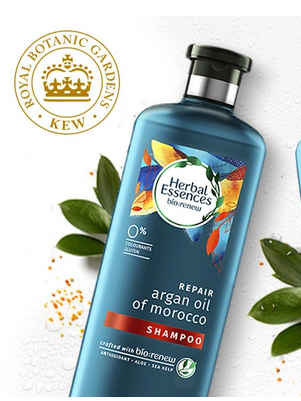 ROYAL BOTANIC GARDENS
• KEW •
Herbal
Essences
bio:renew
0%
COLOURANTS
GLUTEN
REPAIR
argan oil
of morocco
SHAMPOO
crafted with bio:renew
ANTIOXIDANT • ALOE • SEA KELP